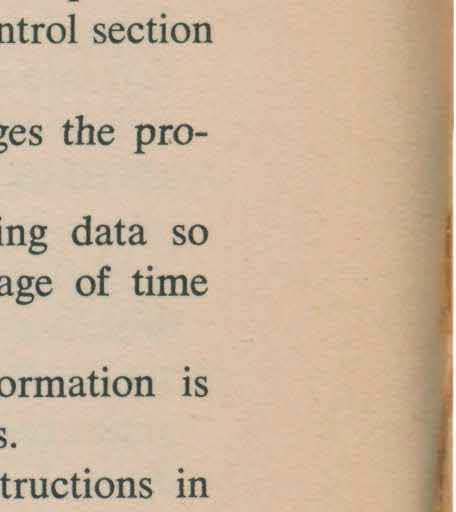 ntrol section
ges the pro-
ing data so
age of time
ormation is
s.
tructions in